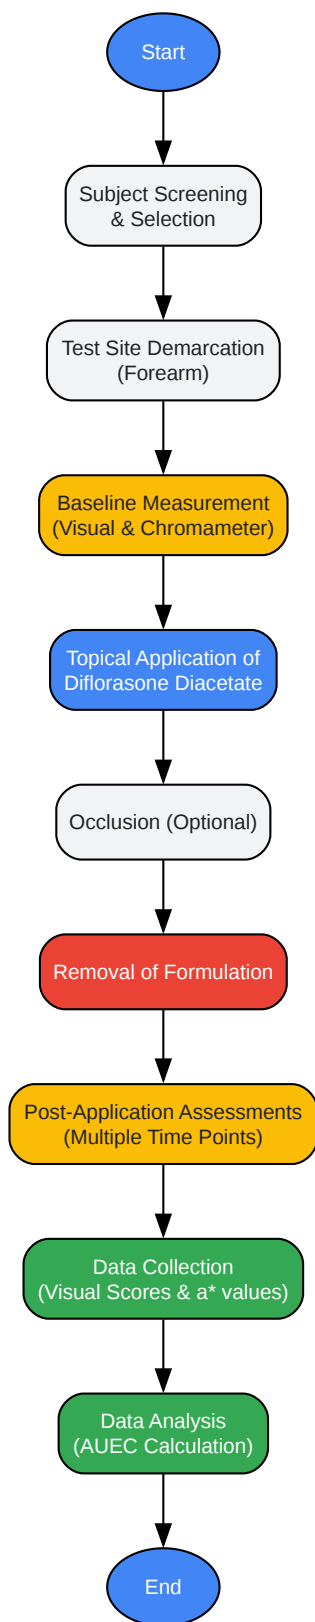 Start
Subject Screening
& Selection
Test Site Demarcation
(Forearm)
Baseline Measurement
(Visual & Chromameter)
Topical Application of
Diflorasone Diacetate
Occlusion (Optional)
Removal of Formulation
Post-Application Assessments
(Multiple Time Points)
Data Collection
(Visual Scores & a* values)
Data Analysis
(AUEC Calculation)
End